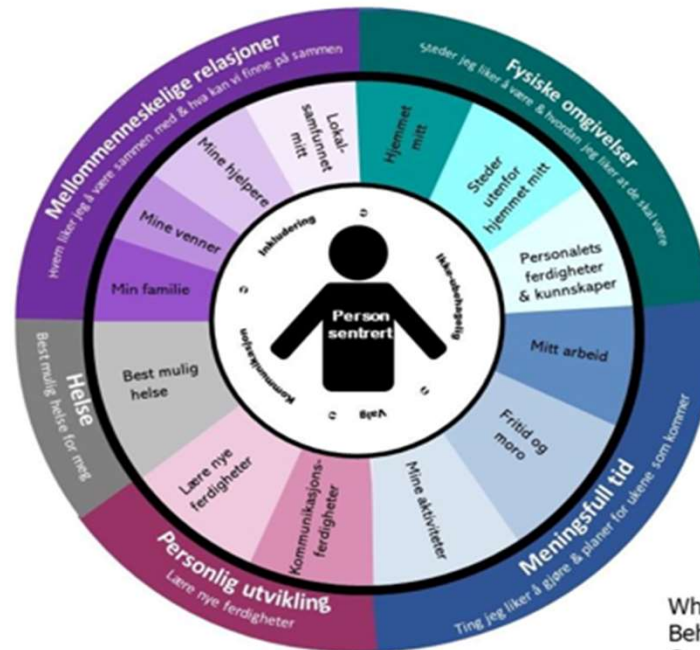 Mellommenneskelige relasjoner
Hvem liker jeg å være sammen med & hva kan vi finne på sammen
Fysiske omgivelser
Steder jeg liker å være & hvordan jeg liker at de skal være
Meningsfull tid
Ting jeg liker å gjøre & planer for ukene som kommer
Personlig utvikling
Lære nye ferdigheter
Helse
Best mulig helse for meg
Min familie
Mine venner
Mine hjelpere
Lokal-
samfunnet
mitt
Hjemmet
mitt
Steder
utenfor
hjemmet mitt
Personalets
ferdigheter
& kunnskaper
Mitt arbeid
Fritid og
moro
Mine aktiviteter
Kommunikasjons-
ferdigheter
Lære nye
ferdigheter
Best mulig
helse
Inkludering
Ikke-ubehagelig
Valg
Kommunikasjon
Person
sentrert
Wh
Beh